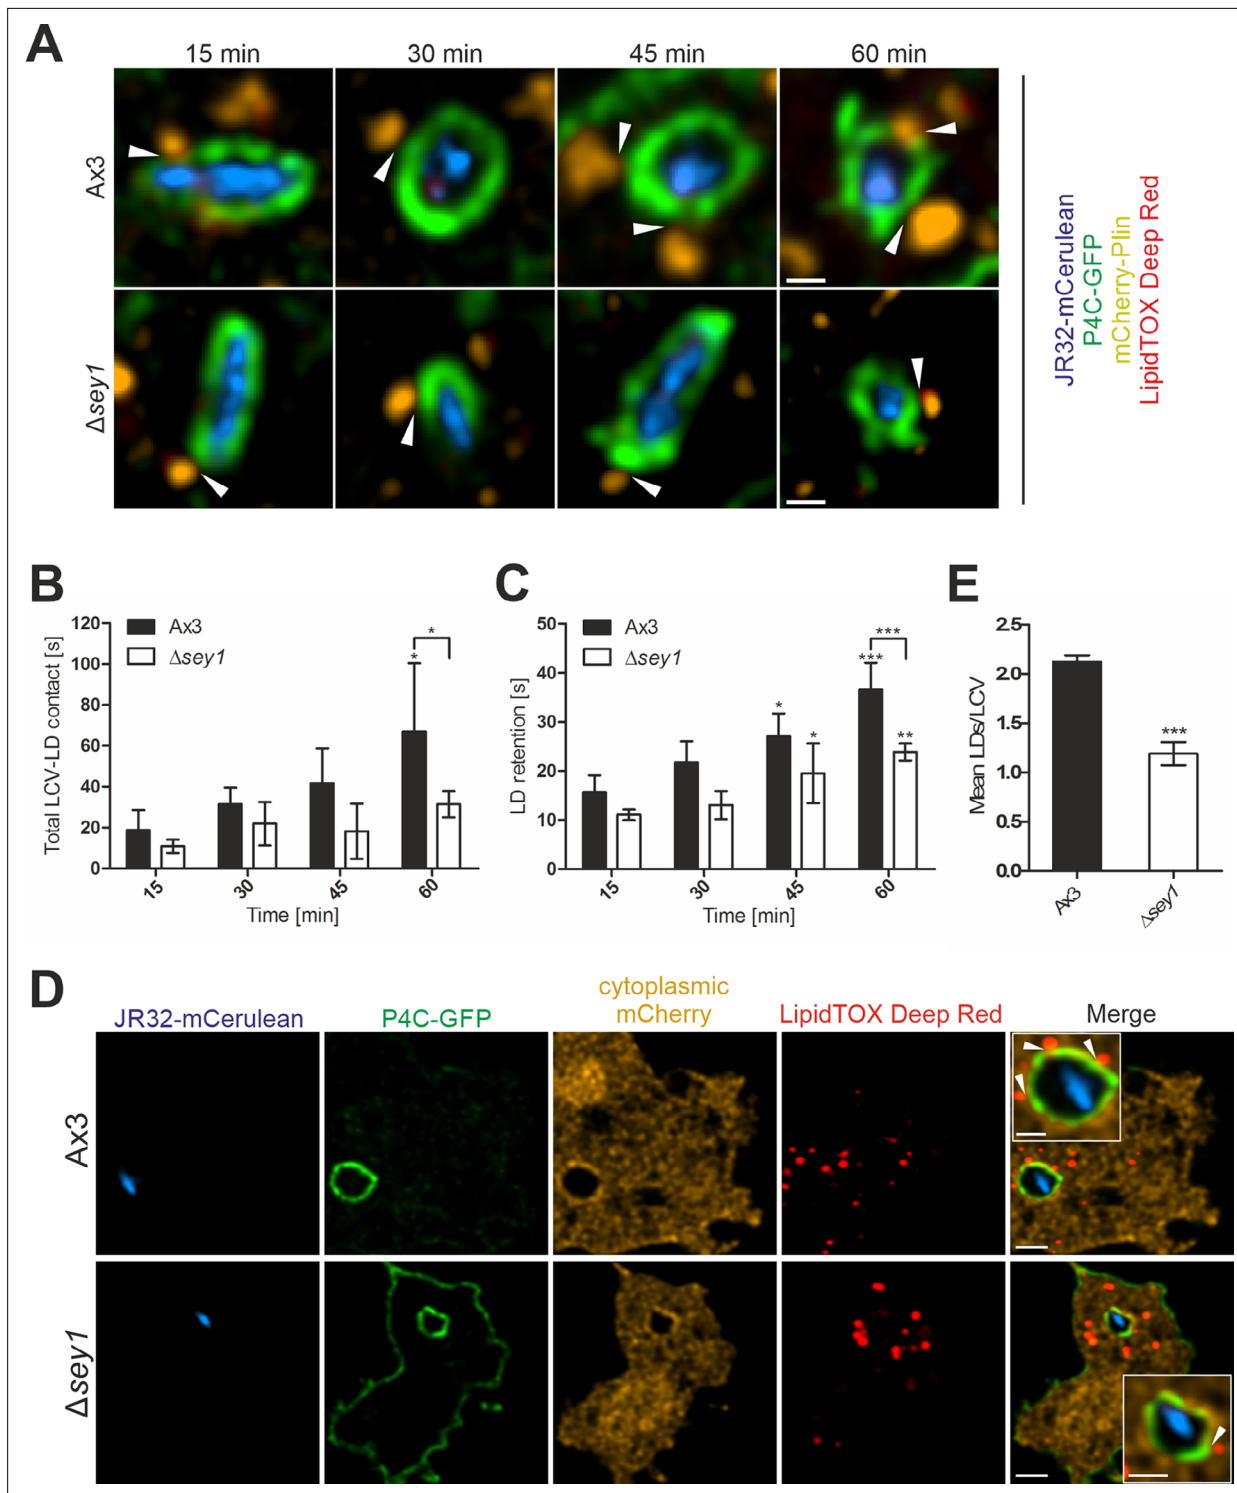 A
15 min 30 min 45 min 60 min
Ax3
Δsey1
JR32-mCerulean
P4C-GFP
mCherry-Plin
LipidTOX Deep Red
B
Total LCV-LD contact [s]
120
100
80
60
40
20
0
Ax3
Δsey1
*
*
15 30 45 60
Time [min]
C
LD retention [s]
50
40
30
20
10
0
Ax3
Δsey1
***
***
*
*
**
15 30 45 60
Time [min]
E
Mean LDs/LCV
2.5
2.0
1.5
1.0
0.5
0.0
***
Ax3 Δsey1
D
JR32-mCerulean P4C-GFP cytoplasmic mCherry LipidTOX Deep Red Merge
Ax3
Δsey1